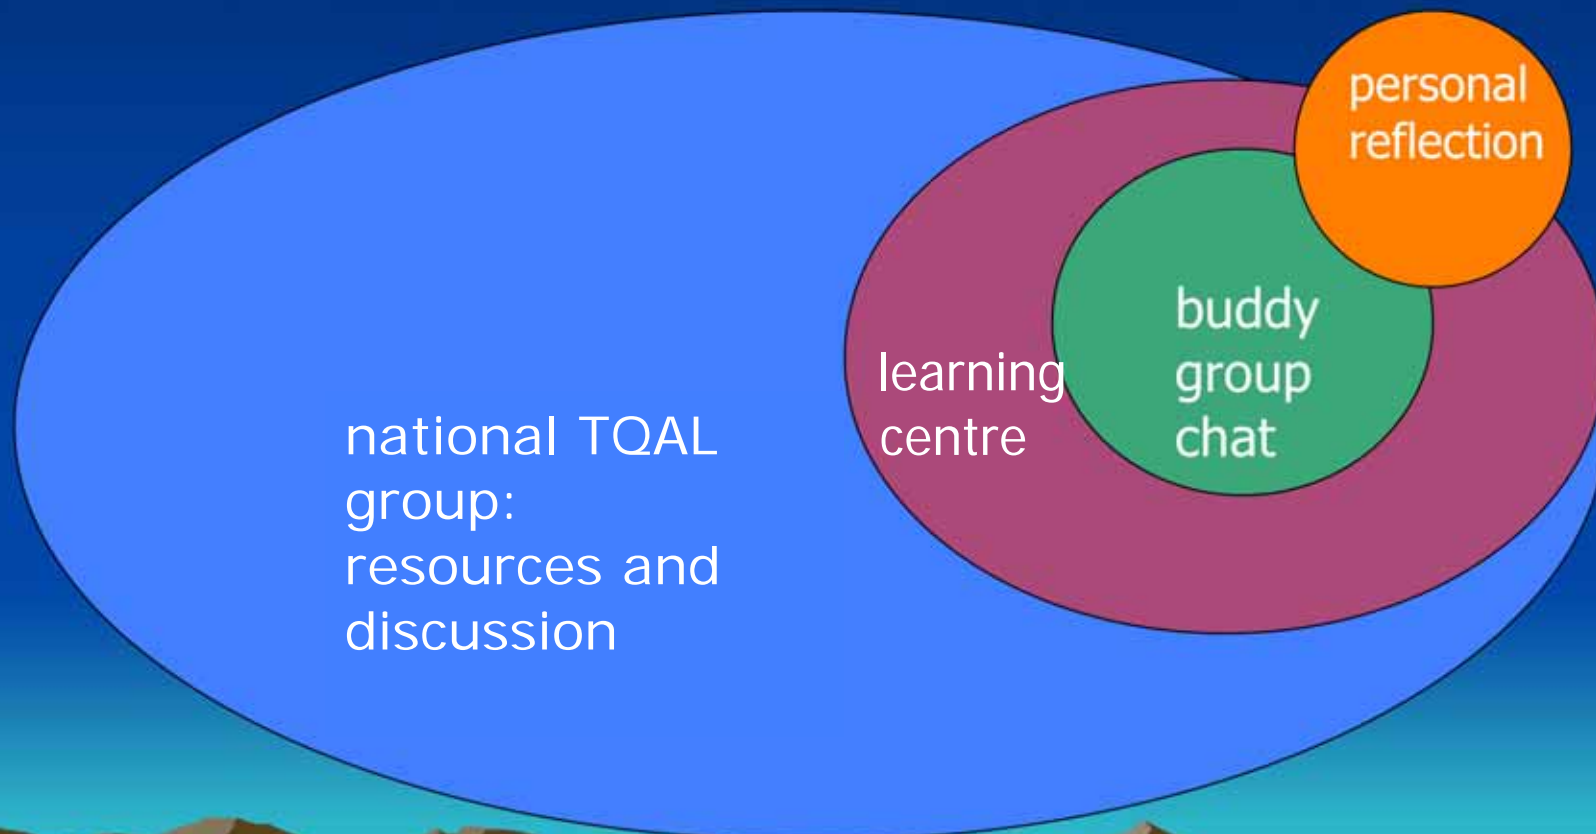 personal
reflection
buddy
group
chat
learning
centre
national TQAL
group:
resources and
discussion